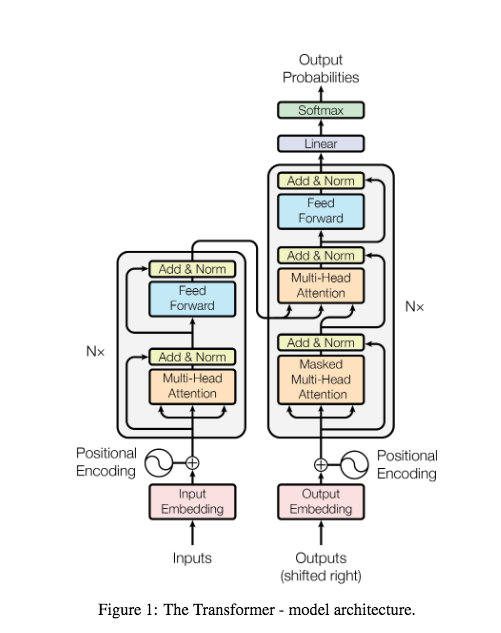 Output
Probabilities
Softmax
Linear
Add & Norm
Feed
Forward
Add & Norm
Multi-Head
Attention
Add & Norm
Masked
Multi-Head
Attention
Nx
Add & Norm
Feed
Forward
Add & Norm
Multi-Head
Attention
Nx
Positional
Encoding
Positional
Encoding
Input
Embedding
Output
Embedding
Inputs
Outputs
(shifted right)
Figure 1: The Transformer - model architecture.